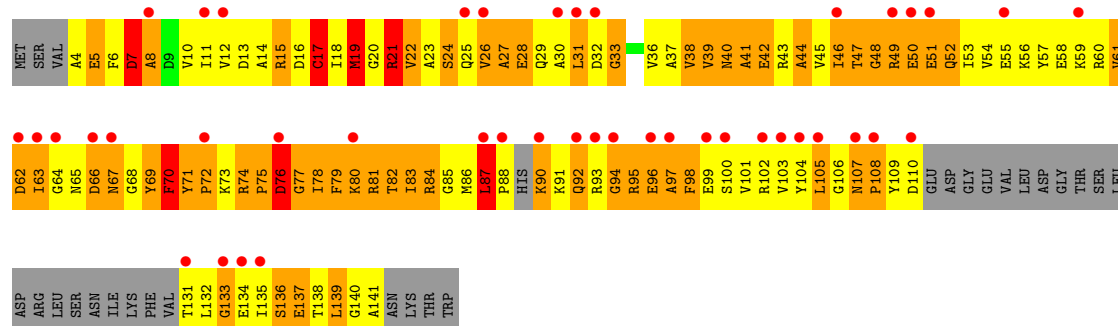 MET SER VAL A4 E5 F6 D7 A8 D9 V10 I11 V12 D13 A14 R15 D16 C17 I18 M19 G20 R21 V22 A23 S24 Q25 V26 A27 E28 Q29 A30 L31 D32 G33 V36 A37 V38 V39 N40 A41 E42 R43 A44 V45 I46 T47 G48 R49 E50 E51 Q52 I53 V54 E55 K56 Y57 E58 K59 R60 V61
D62 I63 G64 N65 D66 N67 G68 Y69 F70 Y71 P72 K73 R74 P75 D76 G77 I78 F79 K80 R81 T82 I83 R84 G85 M86 L87 P88 HIS K90 K91 Q92 R93 G94 R95 E96 A97 F98 E99 S100 V101 R102 V103 Y104 L105 G106 N107 P108 Y109 D110 GLU ASP GLY GLU VAL LEU ASP GLY THR SER LEU
ASP ARG LEU SER ASN ILE LYS PHE VAL T131 L132 G133 E134 I135 S136 E137 T138 L139 G140 A141 ASN LYS THR TRP